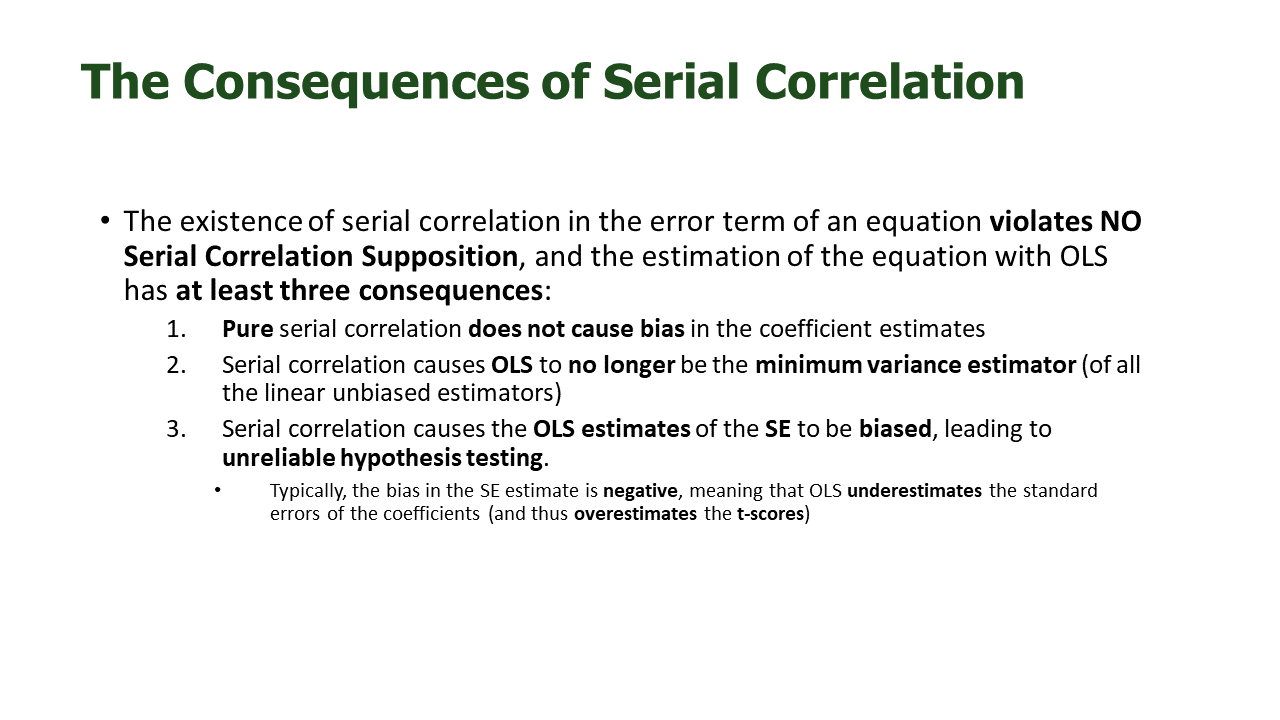 The Consequences of Serial Correlation
• The existence of serial correlation in the error term of an equation violates NO
Serial Correlation Supposition, and the estimation of the equation with OLS
has at least three consequences:
1. Pure serial correlation does not cause bias in the coefficient estimates
2. Serial correlation causes OLS to no longer be the minimum variance estimator (of all
the linear unbiased estimators)
3. Serial correlation causes the OLS estimates of the SE to be biased, leading to
unreliable hypothesis testing.
• Typically, the bias in the SE estimate is negative, meaning that OLS underestimates the standard
errors of the coefficients (and thus overestimates the t-scores)